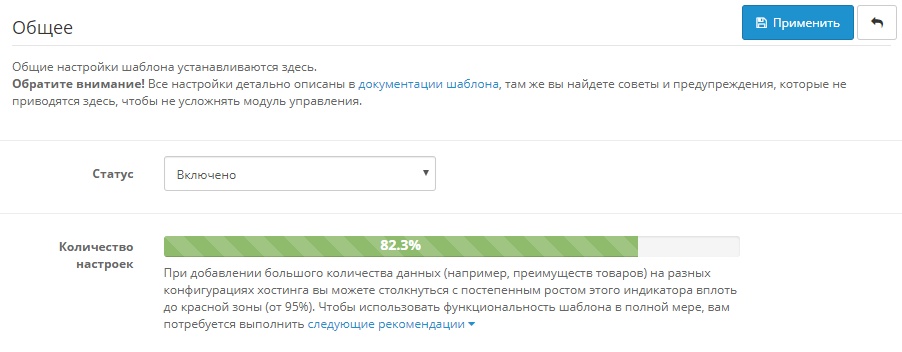 Общее
Применить
Общие настройки шаблона устанавливаются здесь.
Обратите внимание! Все настройки детально описаны в документации шаблона, там же вы найдете советы и предупреждения, которые не
приводятся здесь, чтобы не усложнять модуль управления.
Статус
Включено
Количество
настроек
82.3%
При добавлении большого количества данных (например, преимуществ товаров) на разных
конфигурациях хостинга вы можете столкнуться с постепенным ростом этого индикатора вплоть
до красной зоны (от 95%). Чтобы использовать функциональность шаблона в полной мере, вам
потребуется выполнить следующие рекомендации